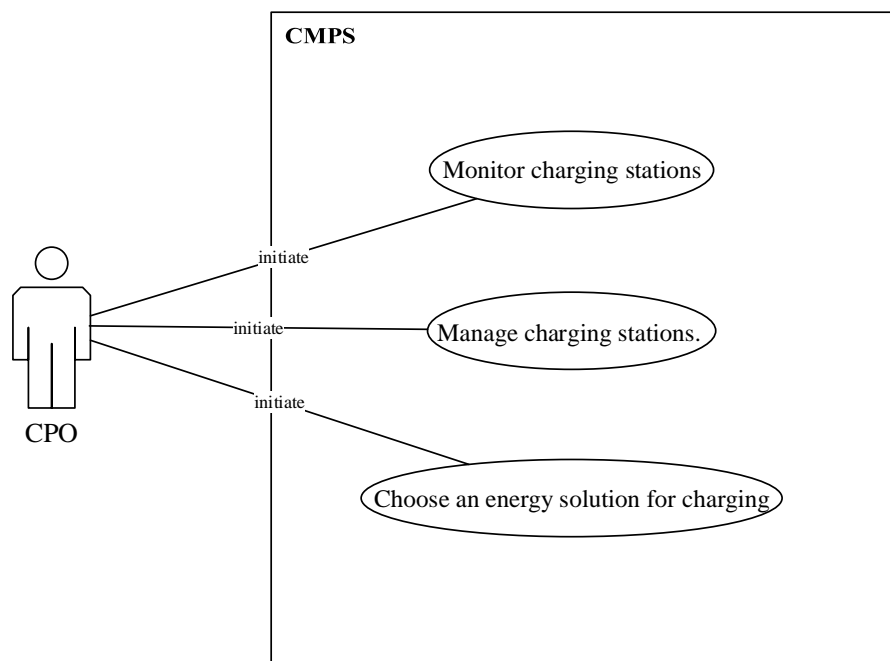 CMPS
Monitor charging stations
initiate
initiate
Manage charging stations.
initiate
CPO
Choose an energy solution for charging